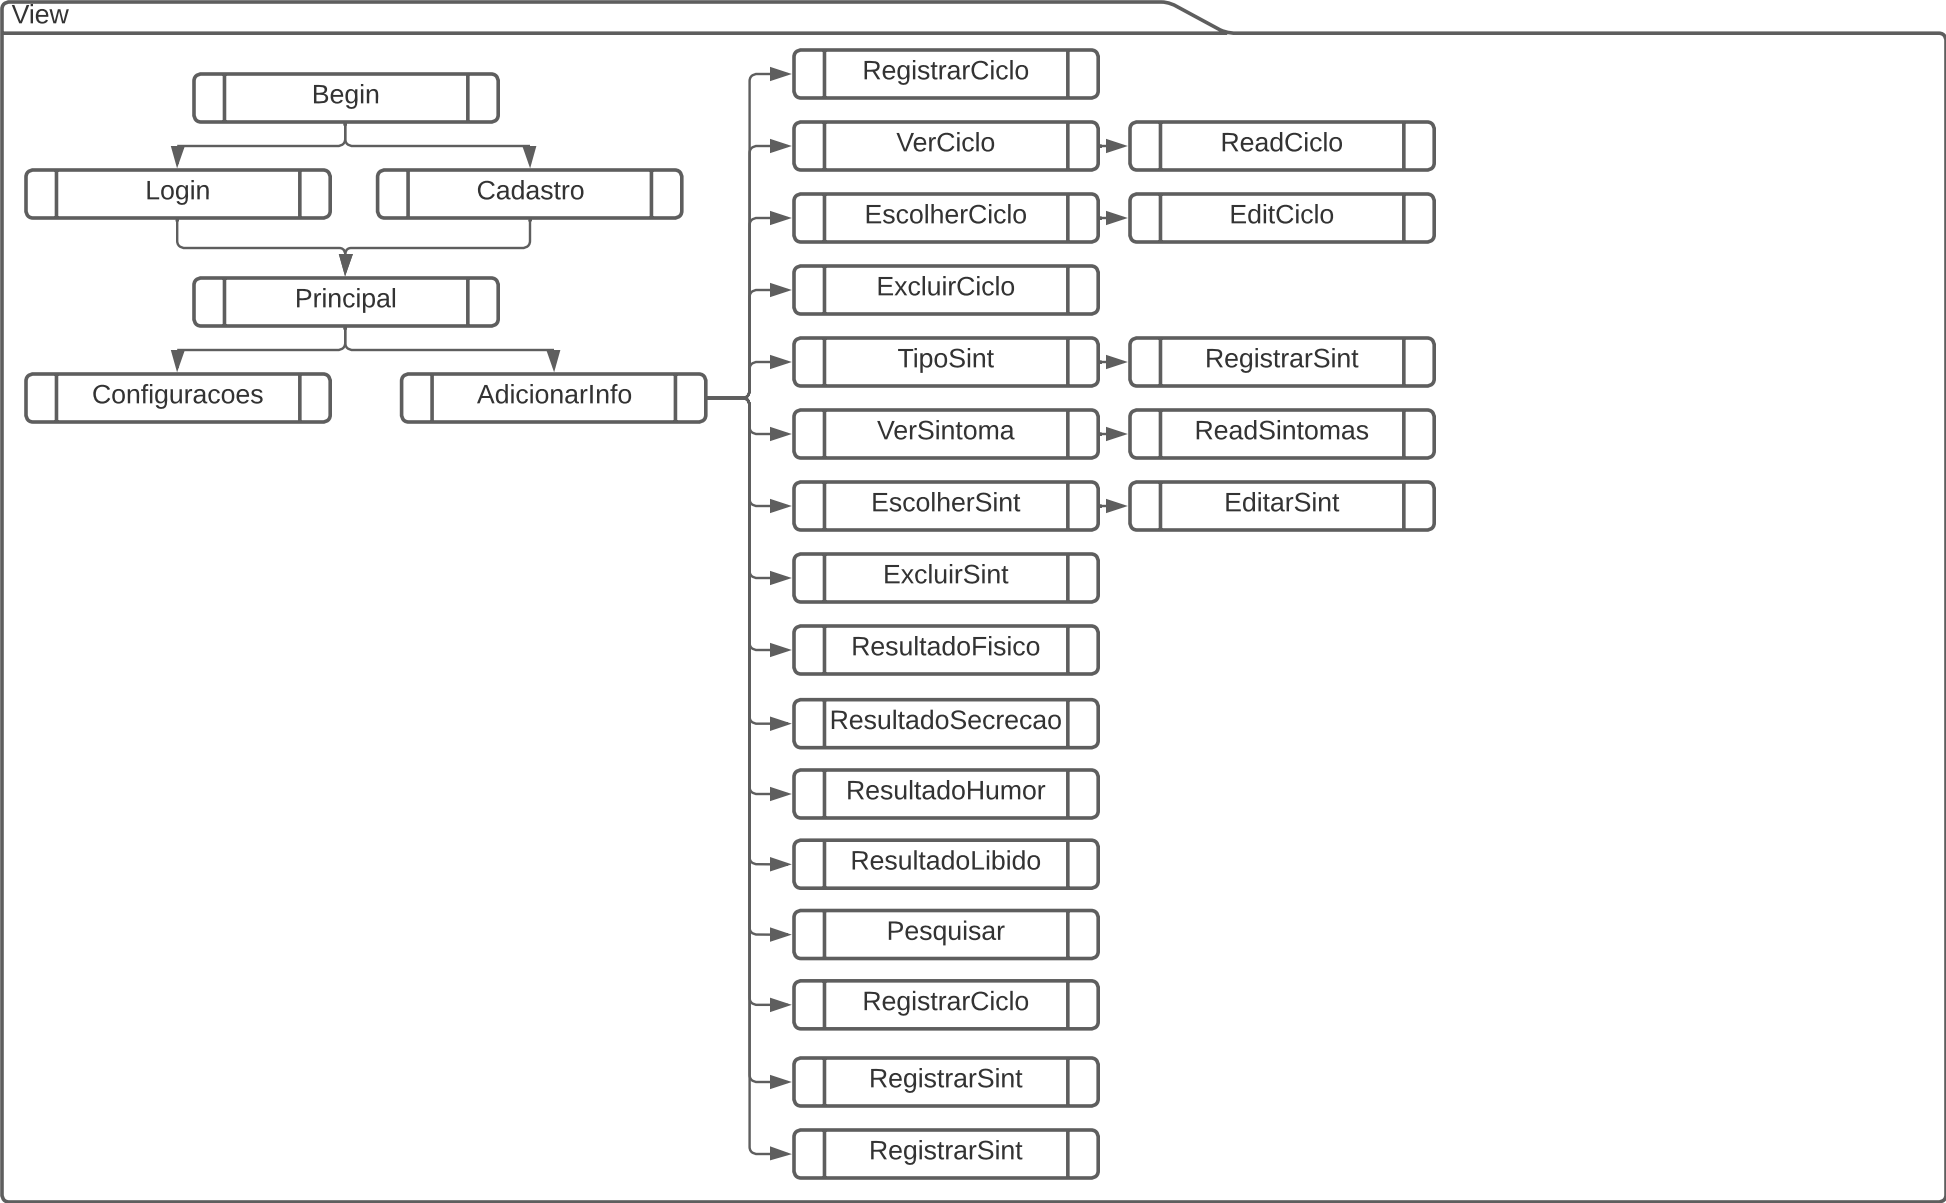 View
Begin
Login
Cadastro
Principal
Configuracoes
AdicionarInfo
RegistrarCiclo
VerCiclo
ReadCiclo
EscolherCiclo
EditCiclo
ExcluirCiclo
TipoSint
RegistrarSint
VerSintoma
ReadSintomas
EscolherSint
EditarSint
ExcluirSint
ResultadoFisico
ResultadoSecrecao
ResultadoHumor
ResultadoLibido
Pesquisar
RegistrarCiclo
RegistrarSint
RegistrarSint